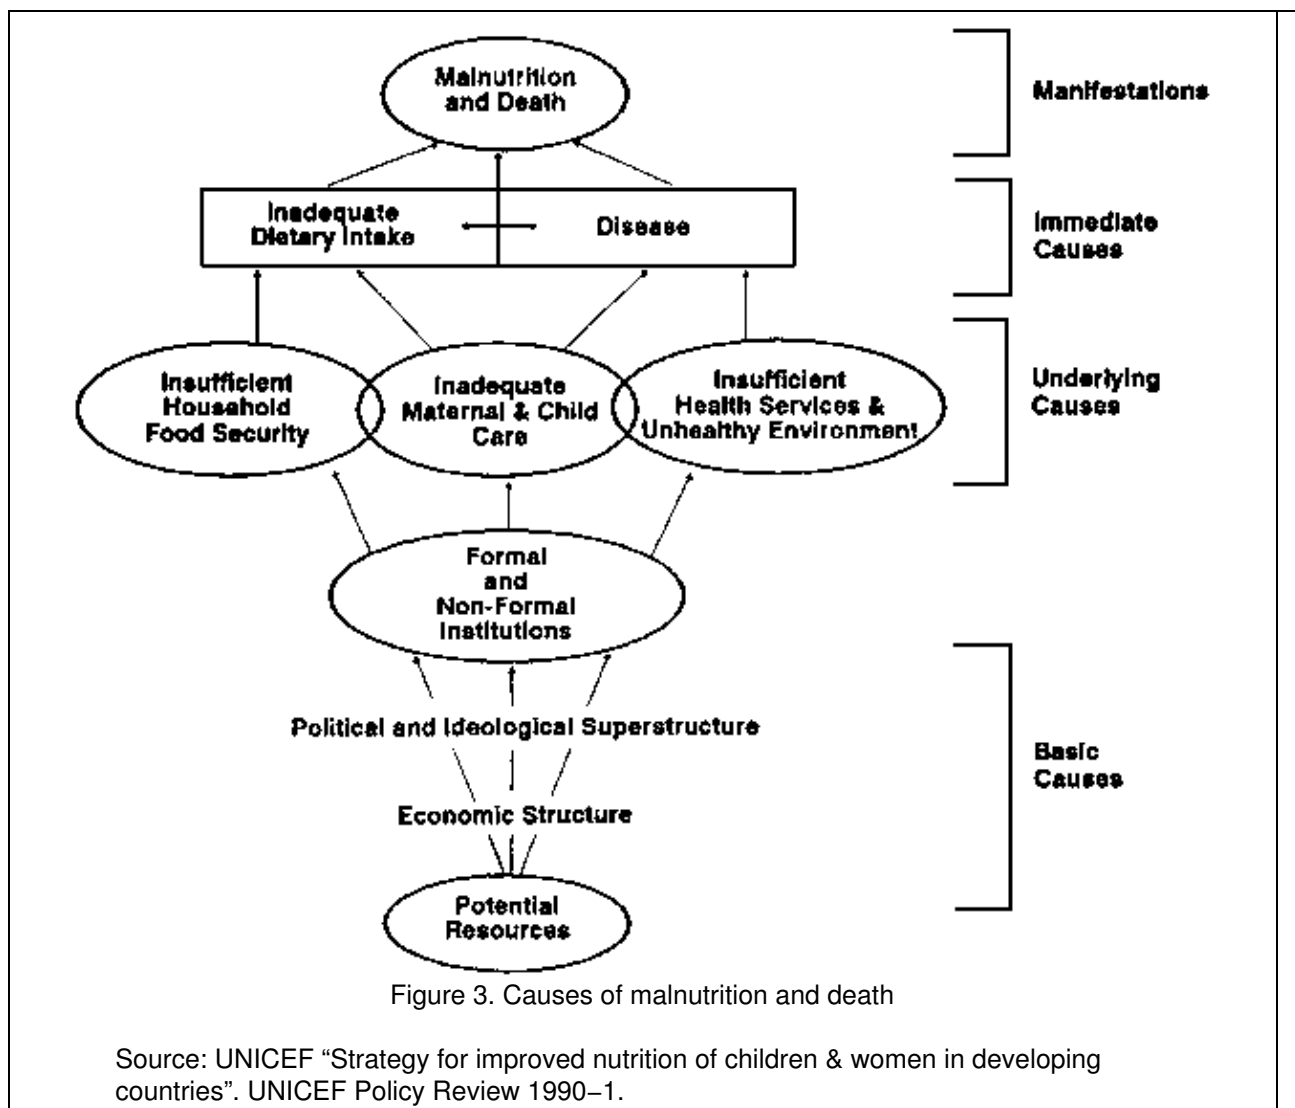 Malnutrition
and Death
Manifestations
Inadequate
Dietary Intake
Disease
Immediate
Causes
Insufficient
Household
Food Security
Inadequate
Maternal & Child
Care
Insufficient
Health Services &
Unhealthy Environment
Underlying
Causes
Formal
and
Non-Formal
Institutions
Political and Ideological Superstructure
Economic Structure
Basic
Causes
Potential
Resources
Figure 3. Causes of malnutrition and death
Source: UNICEF “Strategy for improved nutrition of children & women in developing
countries”. UNICEF Policy Review 1990−1.